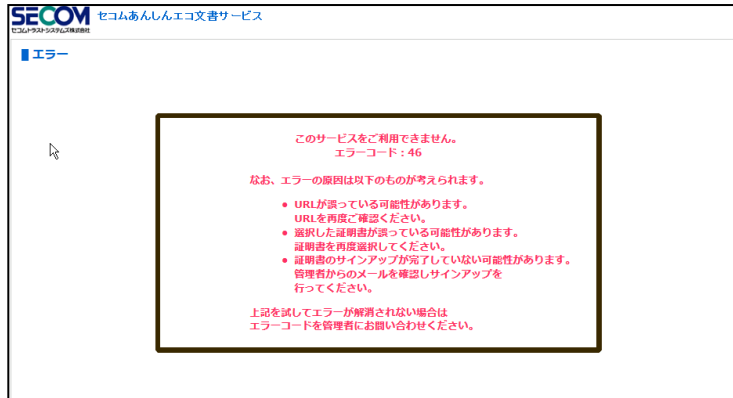 SECOM セコムあんしんエコ文書サービス
セコムトラストシステムズ株式会社
エラー
このサービスをご利用できません。
エラーコード：46
なお、エラーの原因は以下のものが考えられます。
● URLが誤っている可能性があります。
URLを再度ご確認ください。
● 選択した証明書が誤っている可能性があります。
証明書を再度選択してください。
● 証明書のサインアップが完了していない可能性があります。
管理者からのメールを確認しサインアップを
行ってください。
上記を試してエラーが解消されない場合は
エラーコードを管理者にお問い合わせください。